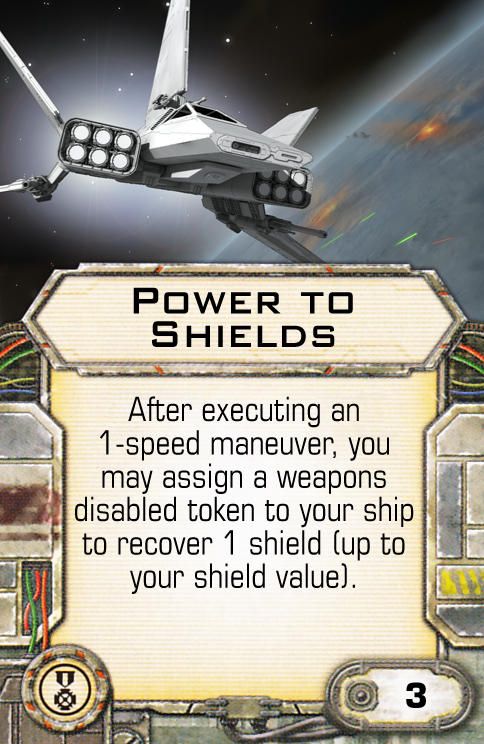 POWER TO
SHIELDS
After executing an
1-speed maneuver, you
may assign a weapons
disabled token to your ship
to recover 1 shield (up to
your shield value).
3